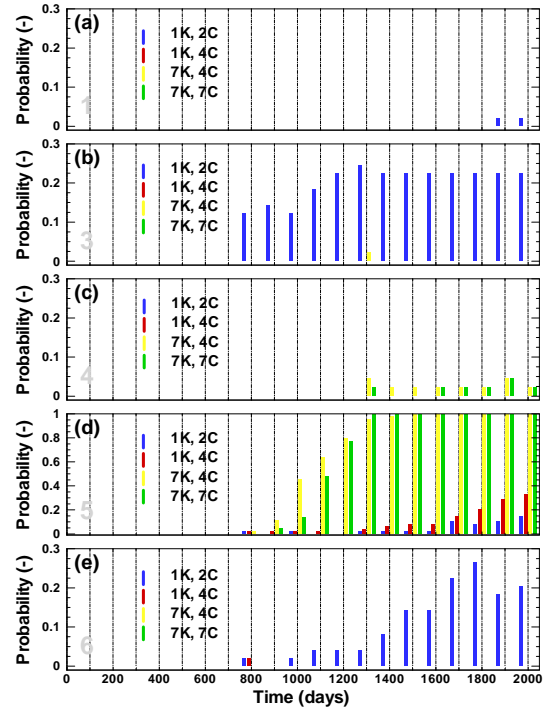 (a)
0.3
0.2
0.1
0
Probability (-)
1
1K, 2C
1K, 4C
7K, 4C
7K, 7C
(b)
0.3
0.2
0.1
0
Probability (-)
3
1K, 2C
1K, 4C
7K, 4C
7K, 7C
(c)
0.3
0.2
0.1
0
Probability (-)
4
1K, 2C
1K, 4C
7K, 4C
7K, 7C
(d)
1
0.8
0.6
0.4
0.2
0
Probability (-)
5
1K, 2C
1K, 4C
7K, 4C
7K, 7C
(e)
0.3
0.2
0.1
0
Probability (-)
6
1K, 2C
1K, 4C
7K, 4C
7K, 7C
0 200 400 600 800 1000 1200 1400 1600 1800 2000
Time (days)